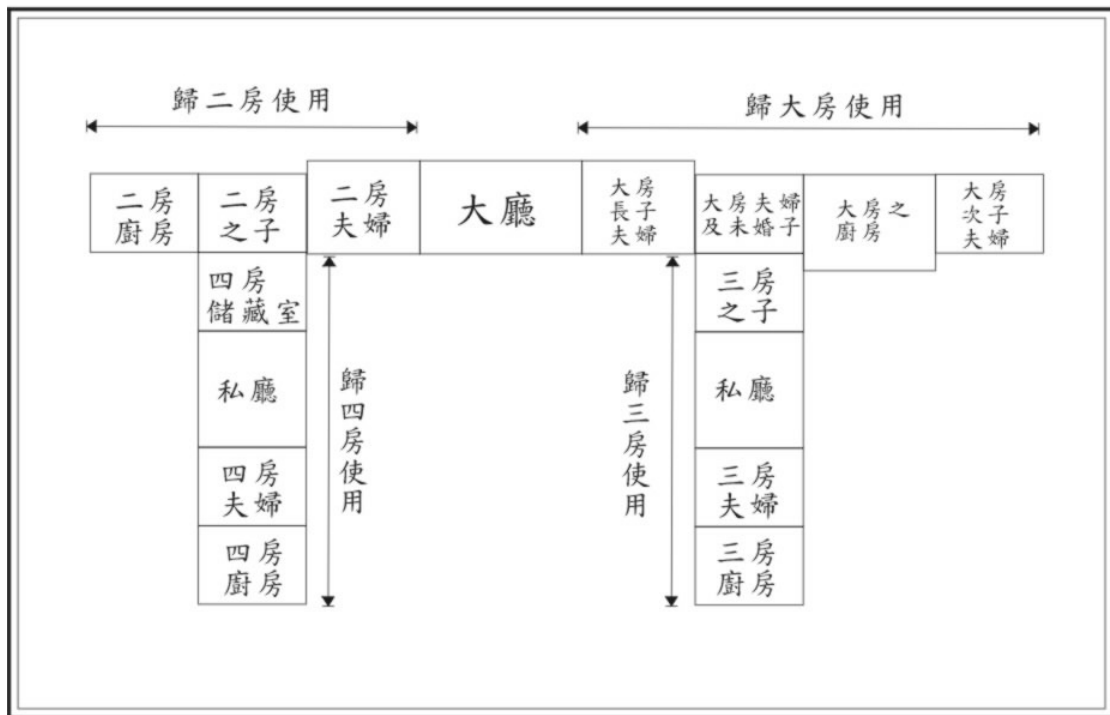 歸二房使用
歸大房使用
二房
廚房
二房
之子
二房
夫婦
大廳
大房
長子
夫婦
大房夫婦
及未婚子
大房之
廚房
大房
次子
夫婦
四房
儲藏室
私廳
四房
夫婦
四房
廚房
歸四房使用
歸三房使用
三房
之子
私廳
三房
夫婦
三房
廚房